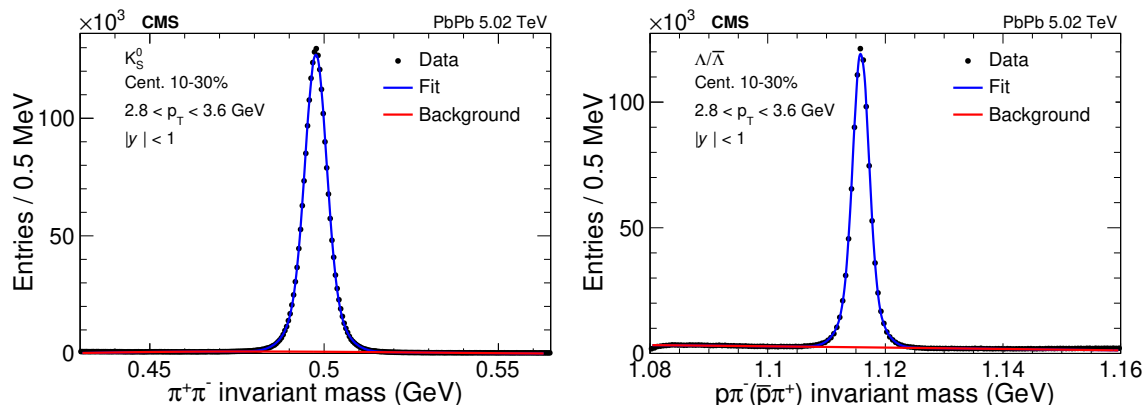 ×10³ CMS PbPb 5.02 TeV
K⁰_S
Cent. 10-30%
2.8 < p_T < 3.6 GeV
|y| < 1
Data
Fit
Background
Entries / 0.5 MeV
100
50
0
0.45 0.5 0.55
π⁺π⁻ invariant mass (GeV)
×10³ CMS PbPb 5.02 TeV
Λ/Λ̅
Cent. 10-30%
2.8 < p_T < 3.6 GeV
|y| < 1
Data
Fit
Background
Entries / 0.5 MeV
100
50
0
1.08 1.1 1.12 1.14 1.16
pπ⁻(p̅π⁺) invariant mass (GeV)